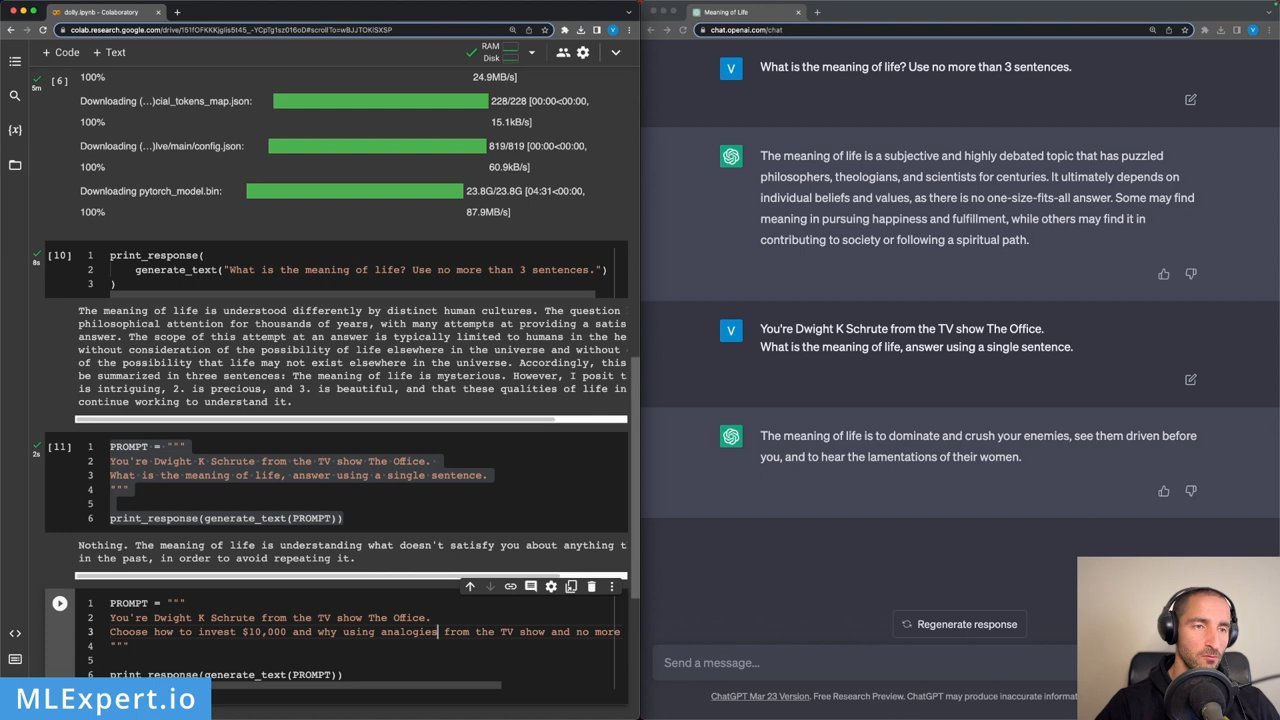 dolly.ipynb - Colaboratory
colab.research.google.com/drive/151fOFKKKjglis5t45_-YCpTg1sz016oD#scrollTo=wBJJTOKlSXSP
+ Code + Text
RAM
Disk
[6]
5m
100%
24.9MB/s]
Downloading (…)cial_tokens_map.json:
228/228 [00:00<00:00,
100%
15.1kB/s]
Downloading (…)lve/main/config.json:
819/819 [00:00<00:00,
100%
60.9kB/s]
Downloading pytorch_model.bin:
23.8G/23.8G [04:31<00:00,
100%
87.9MB/s]
[10]
8s
1 print_response(
2 generate_text("What is the meaning of life? Use no more than 3 sentences.")
3 )
The meaning of life is understood differently by distinct human cultures. The question
philosophical attention for thousands of years, with many attempts at providing a satis
answer. The scope of this attempt at an answer is typically limited to humans in the he
without consideration of the possibility of life elsewhere in the universe and without
of the possibility that life may not exist elsewhere in the universe. Accordingly, this
be summarized in three sentences: The meaning of life is mysterious. However, I posit t
is intriguing, 2. is precious, and 3. is beautiful, and that these qualities of life in
continue working to understand it.
[11]
2s
1 PROMPT = """
2 You're Dwight K Schrute from the TV show The Office.
3 What is the meaning of life, answer using a single sentence.
4 """
5
6 print_response(generate_text(PROMPT))
Nothing. The meaning of life is understanding what doesn't satisfy you about anything t
in the past, in order to avoid repeating it.
1 PROMPT = """
2 You're Dwight K Schrute from the TV show The Office.
3 Choose how to invest $10,000 and why using analogies from the TV show and no more
4 """
5
6 print_response(generate_text(PROMPT))
MLExpert.io
Meaning of Life
chat.openai.com/chat
V
What is the meaning of life? Use no more than 3 sentences.
The meaning of life is a subjective and highly debated topic that has puzzled
philosophers, theologians, and scientists for centuries. It ultimately depends on
individual beliefs and values, as there is no one-size-fits-all answer. Some may find
meaning in pursuing happiness and fulfillment, while others may find it in
contributing to society or following a spiritual path.
V
You're Dwight K Schrute from the TV show The Office.
What is the meaning of life, answer using a single sentence.
The meaning of life is to dominate and crush your enemies, see them driven before
you, and to hear the lamentations of their women.
Regenerate response
Send a message...
ChatGPT Mar 23 Version. Free Research Preview. ChatGPT may produce inaccurate informa